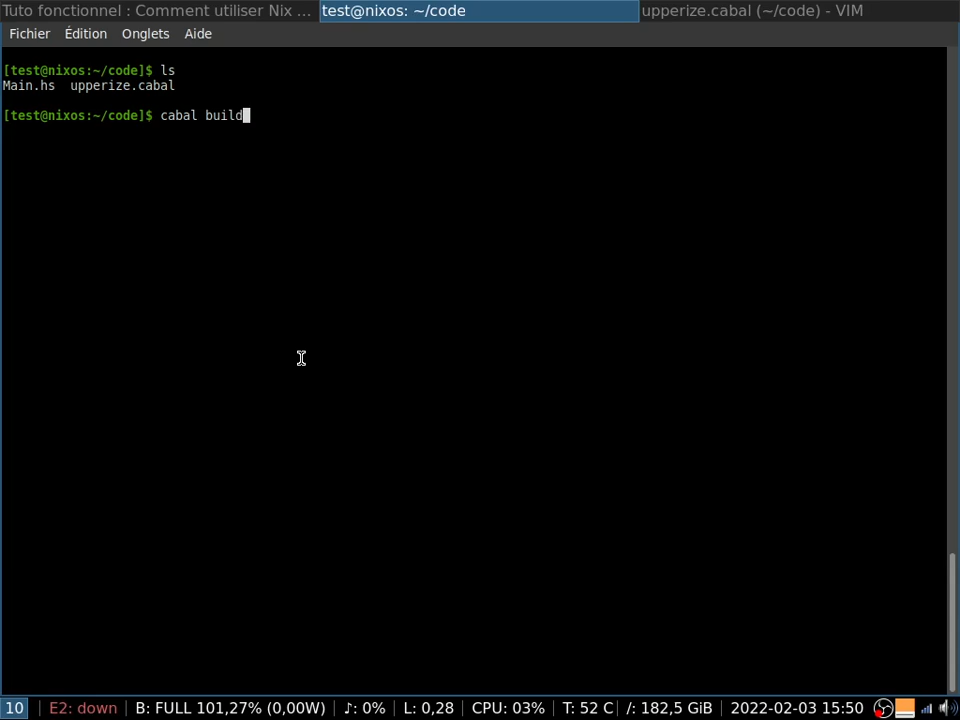 Tuto fonctionnel : Comment utiliser Nix ... test@nixos: ~/code upperize.cabal (~/code) - VIM
Fichier Édition Onglets Aide
[test@nixos:~/code]$ ls
Main.hs upperize.cabal
[test@nixos:~/code]$ cabal build
10 E2: down B: FULL 101,27% (0,00W) ♪: 0% L: 0,28 CPU: 03% T: 52 C /: 182,5 GiB 2022-02-03 15:50